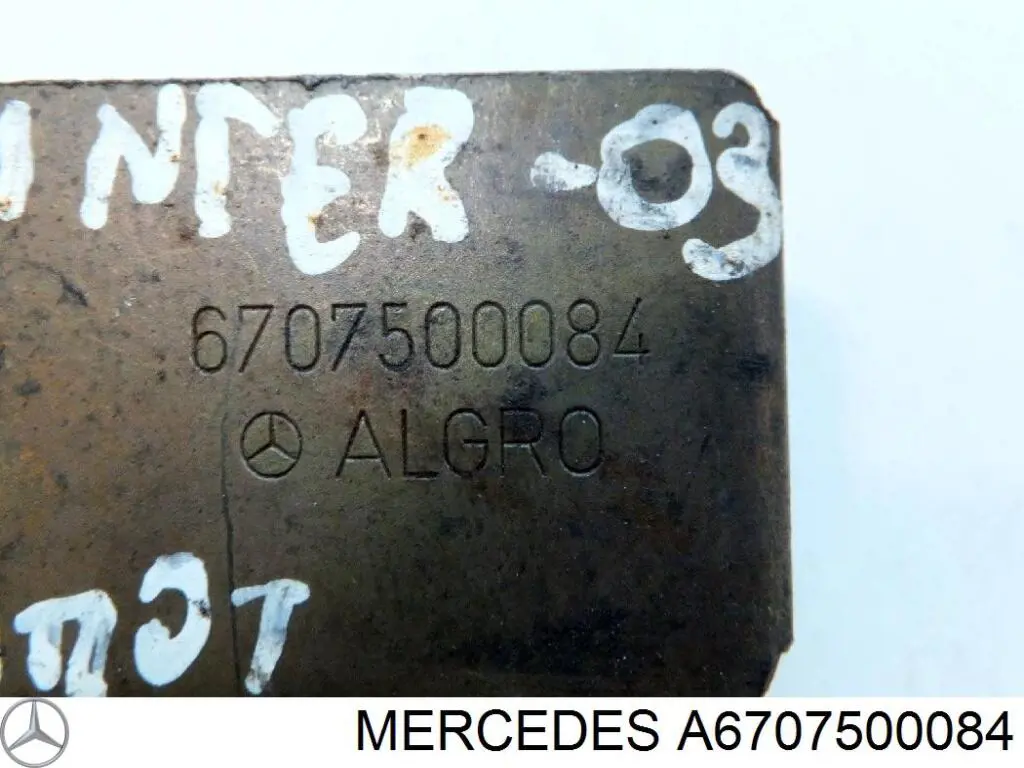 INTER -03
6707500084
ALGRO
MERCEDES A6707500084